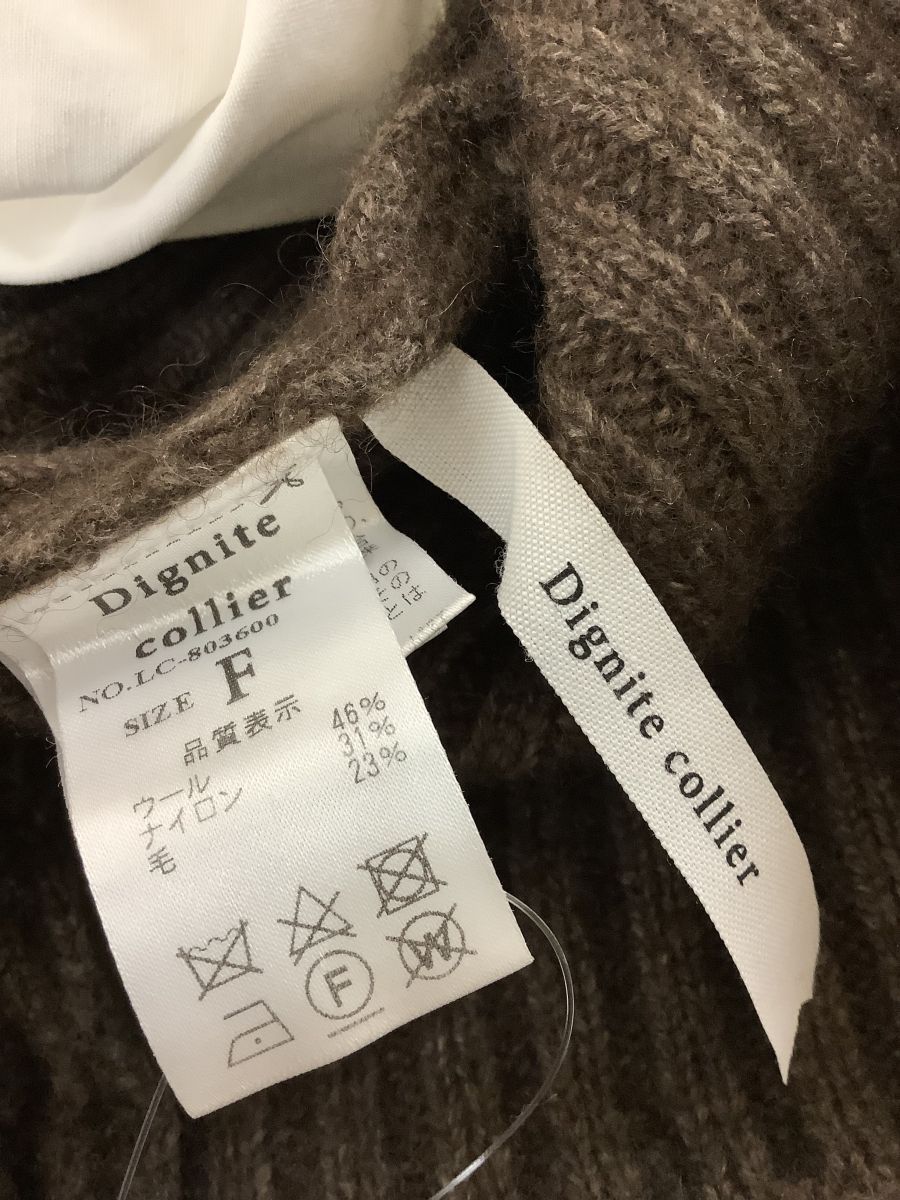 Dignite
collier
NO.LC-803600
SIZE F
品質表示
ウール 46%
ナイロン 31%
毛 23%
F
W
Dignite collier